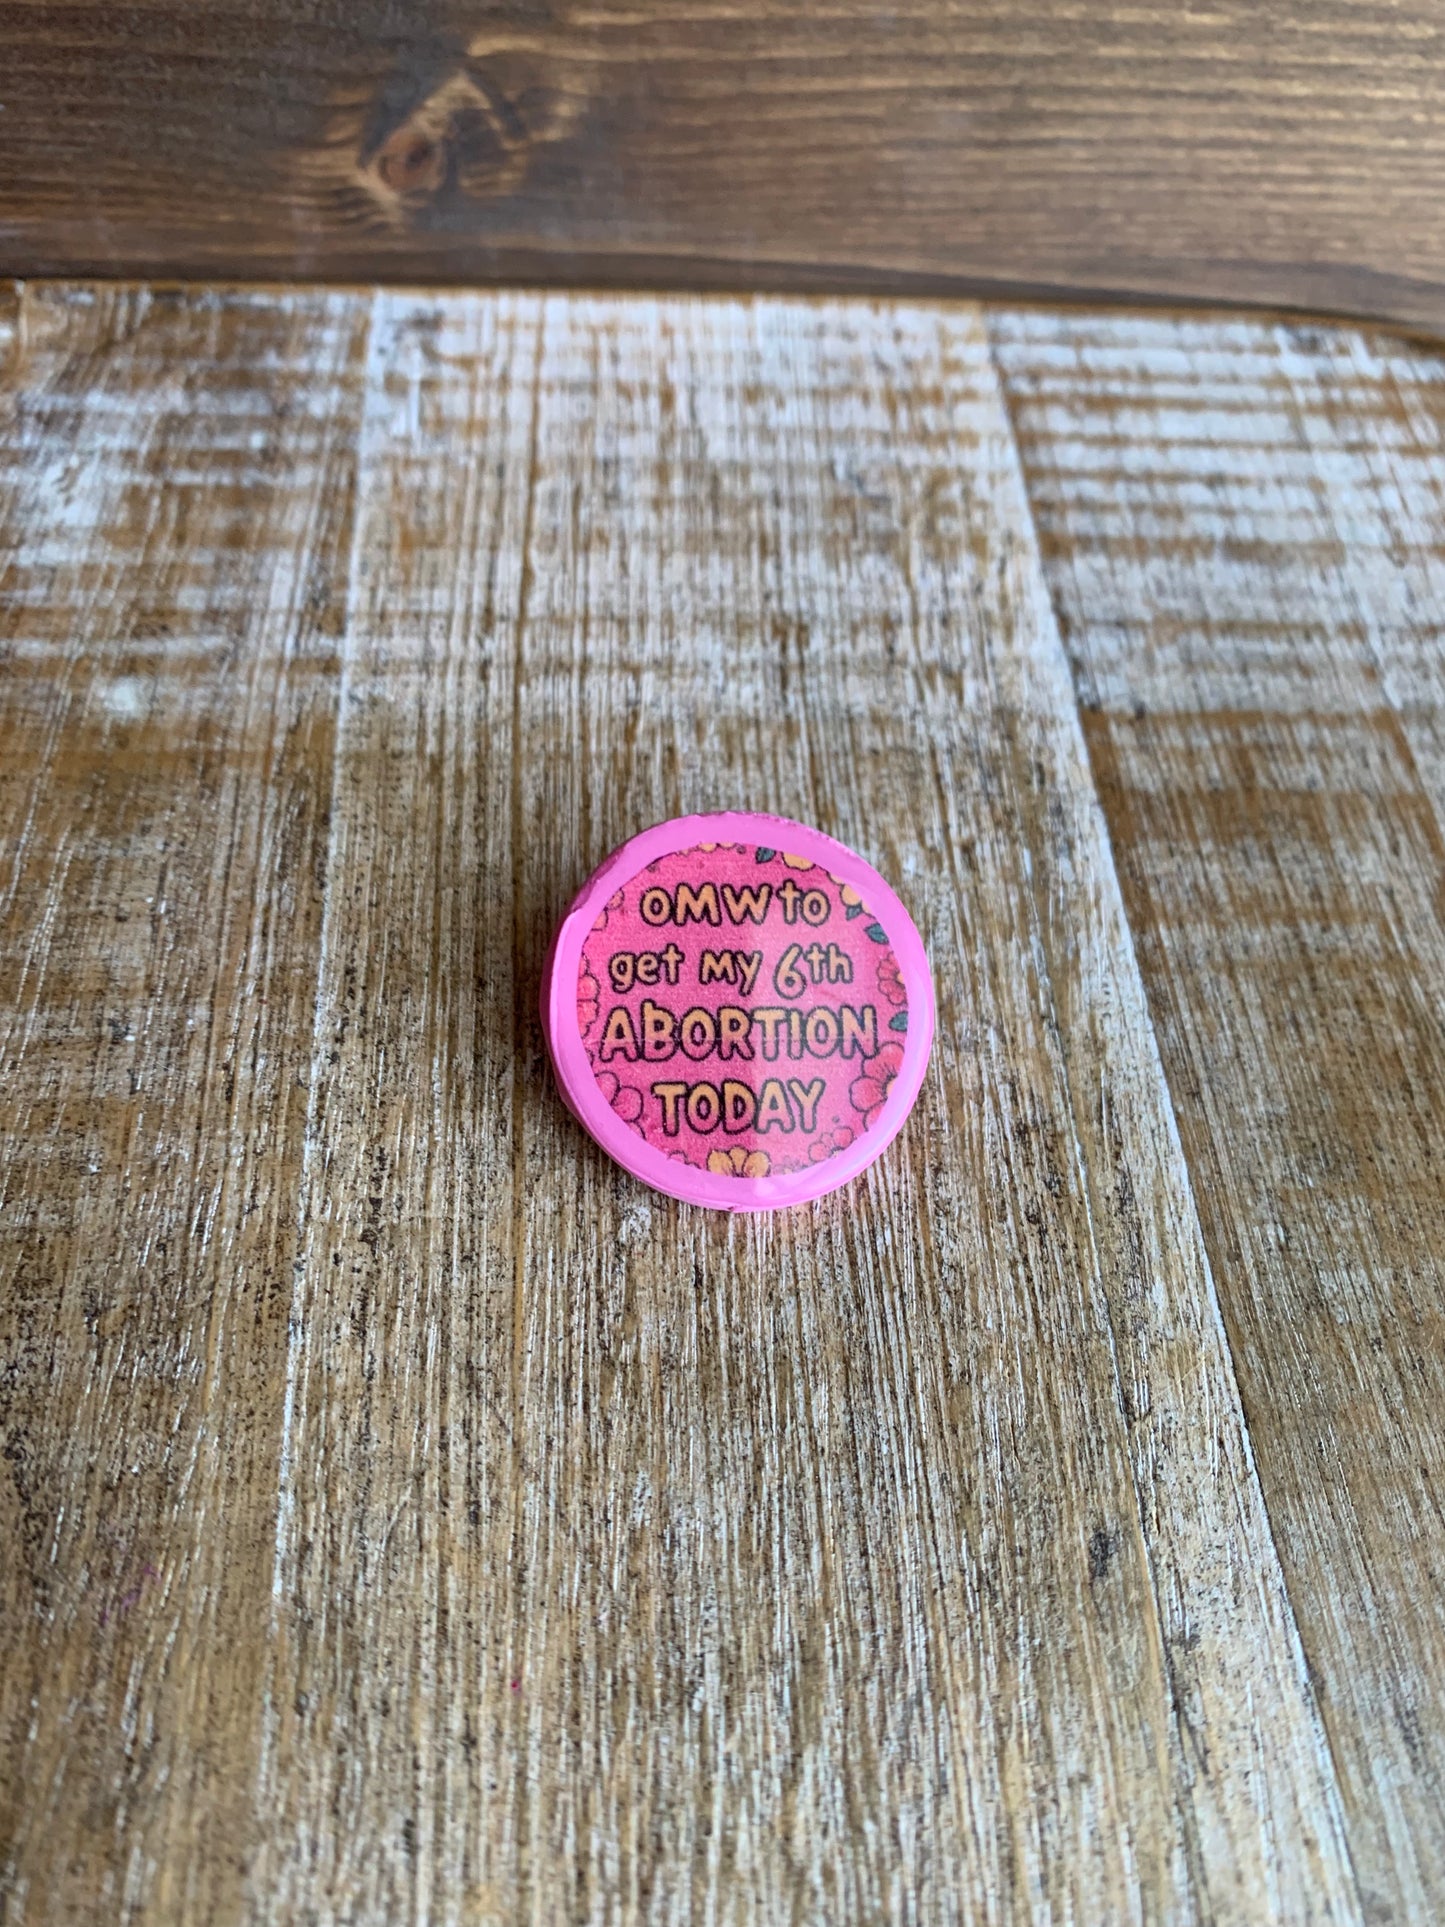 OMW to
get my 6th
ABORTION
TODAY